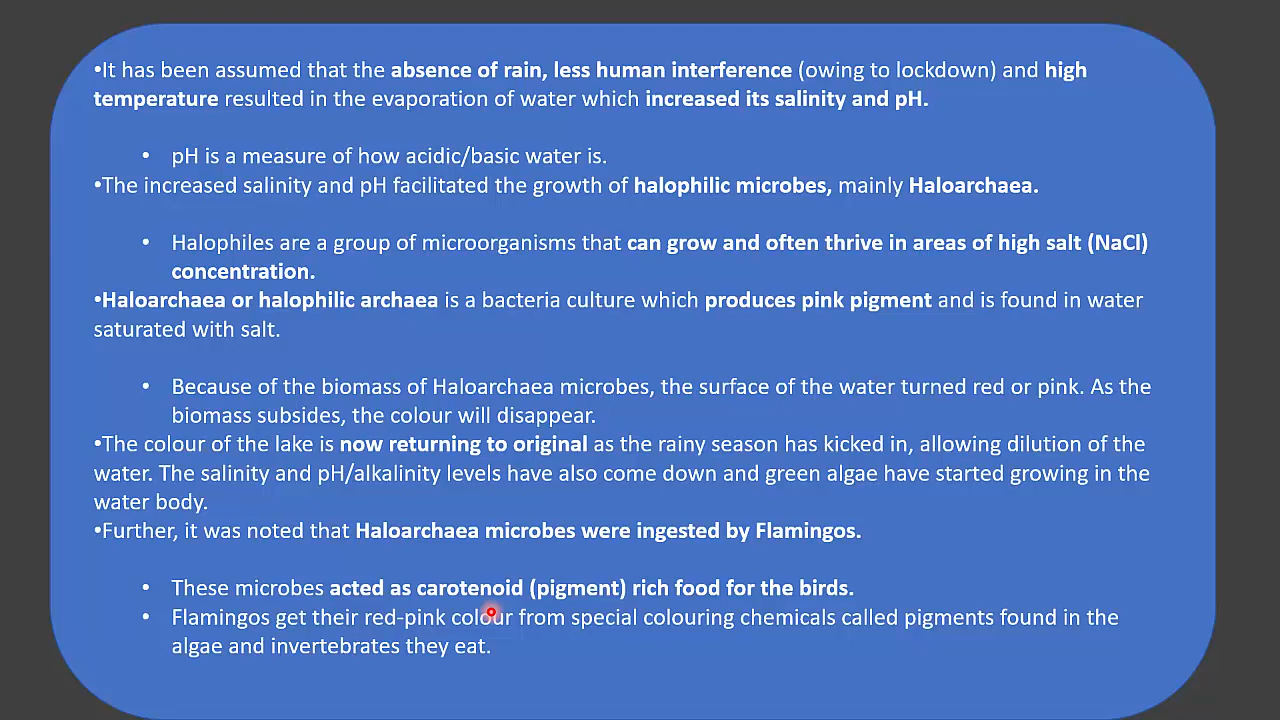 •It has been assumed that the absence of rain, less human interference (owing to lockdown) and high
temperature resulted in the evaporation of water which increased its salinity and pH.
• pH is a measure of how acidic/basic water is.
•The increased salinity and pH facilitated the growth of halophilic microbes, mainly Haloarchaea.
• Halophiles are a group of microorganisms that can grow and often thrive in areas of high salt (NaCl)
concentration.
•Haloarchaea or halophilic archaea is a bacteria culture which produces pink pigment and is found in water
saturated with salt.
• Because of the biomass of Haloarchaea microbes, the surface of the water turned red or pink. As the
biomass subsides, the colour will disappear.
•The colour of the lake is now returning to original as the rainy season has kicked in, allowing dilution of the
water. The salinity and pH/alkalinity levels have also come down and green algae have started growing in the
water body.
•Further, it was noted that Haloarchaea microbes were ingested by Flamingos.
• These microbes acted as carotenoid (pigment) rich food for the birds.
• Flamingos get their red-pink colour from special colouring chemicals called pigments found in the
algae and invertebrates they eat.